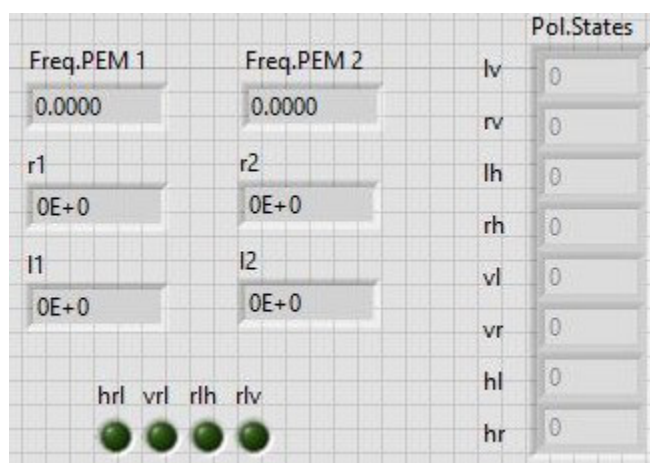 Pol.States
Freq.PEM 1 Freq.PEM 2
lv 0
0.0000 0.0000
rv 0
r1 r2
lh 0
0E+0 0E+0
rh 0
l1 l2
vl 0
0E+0 0E+0
vr 0
hl 0
hrl vrl rlh rlv
hr 0